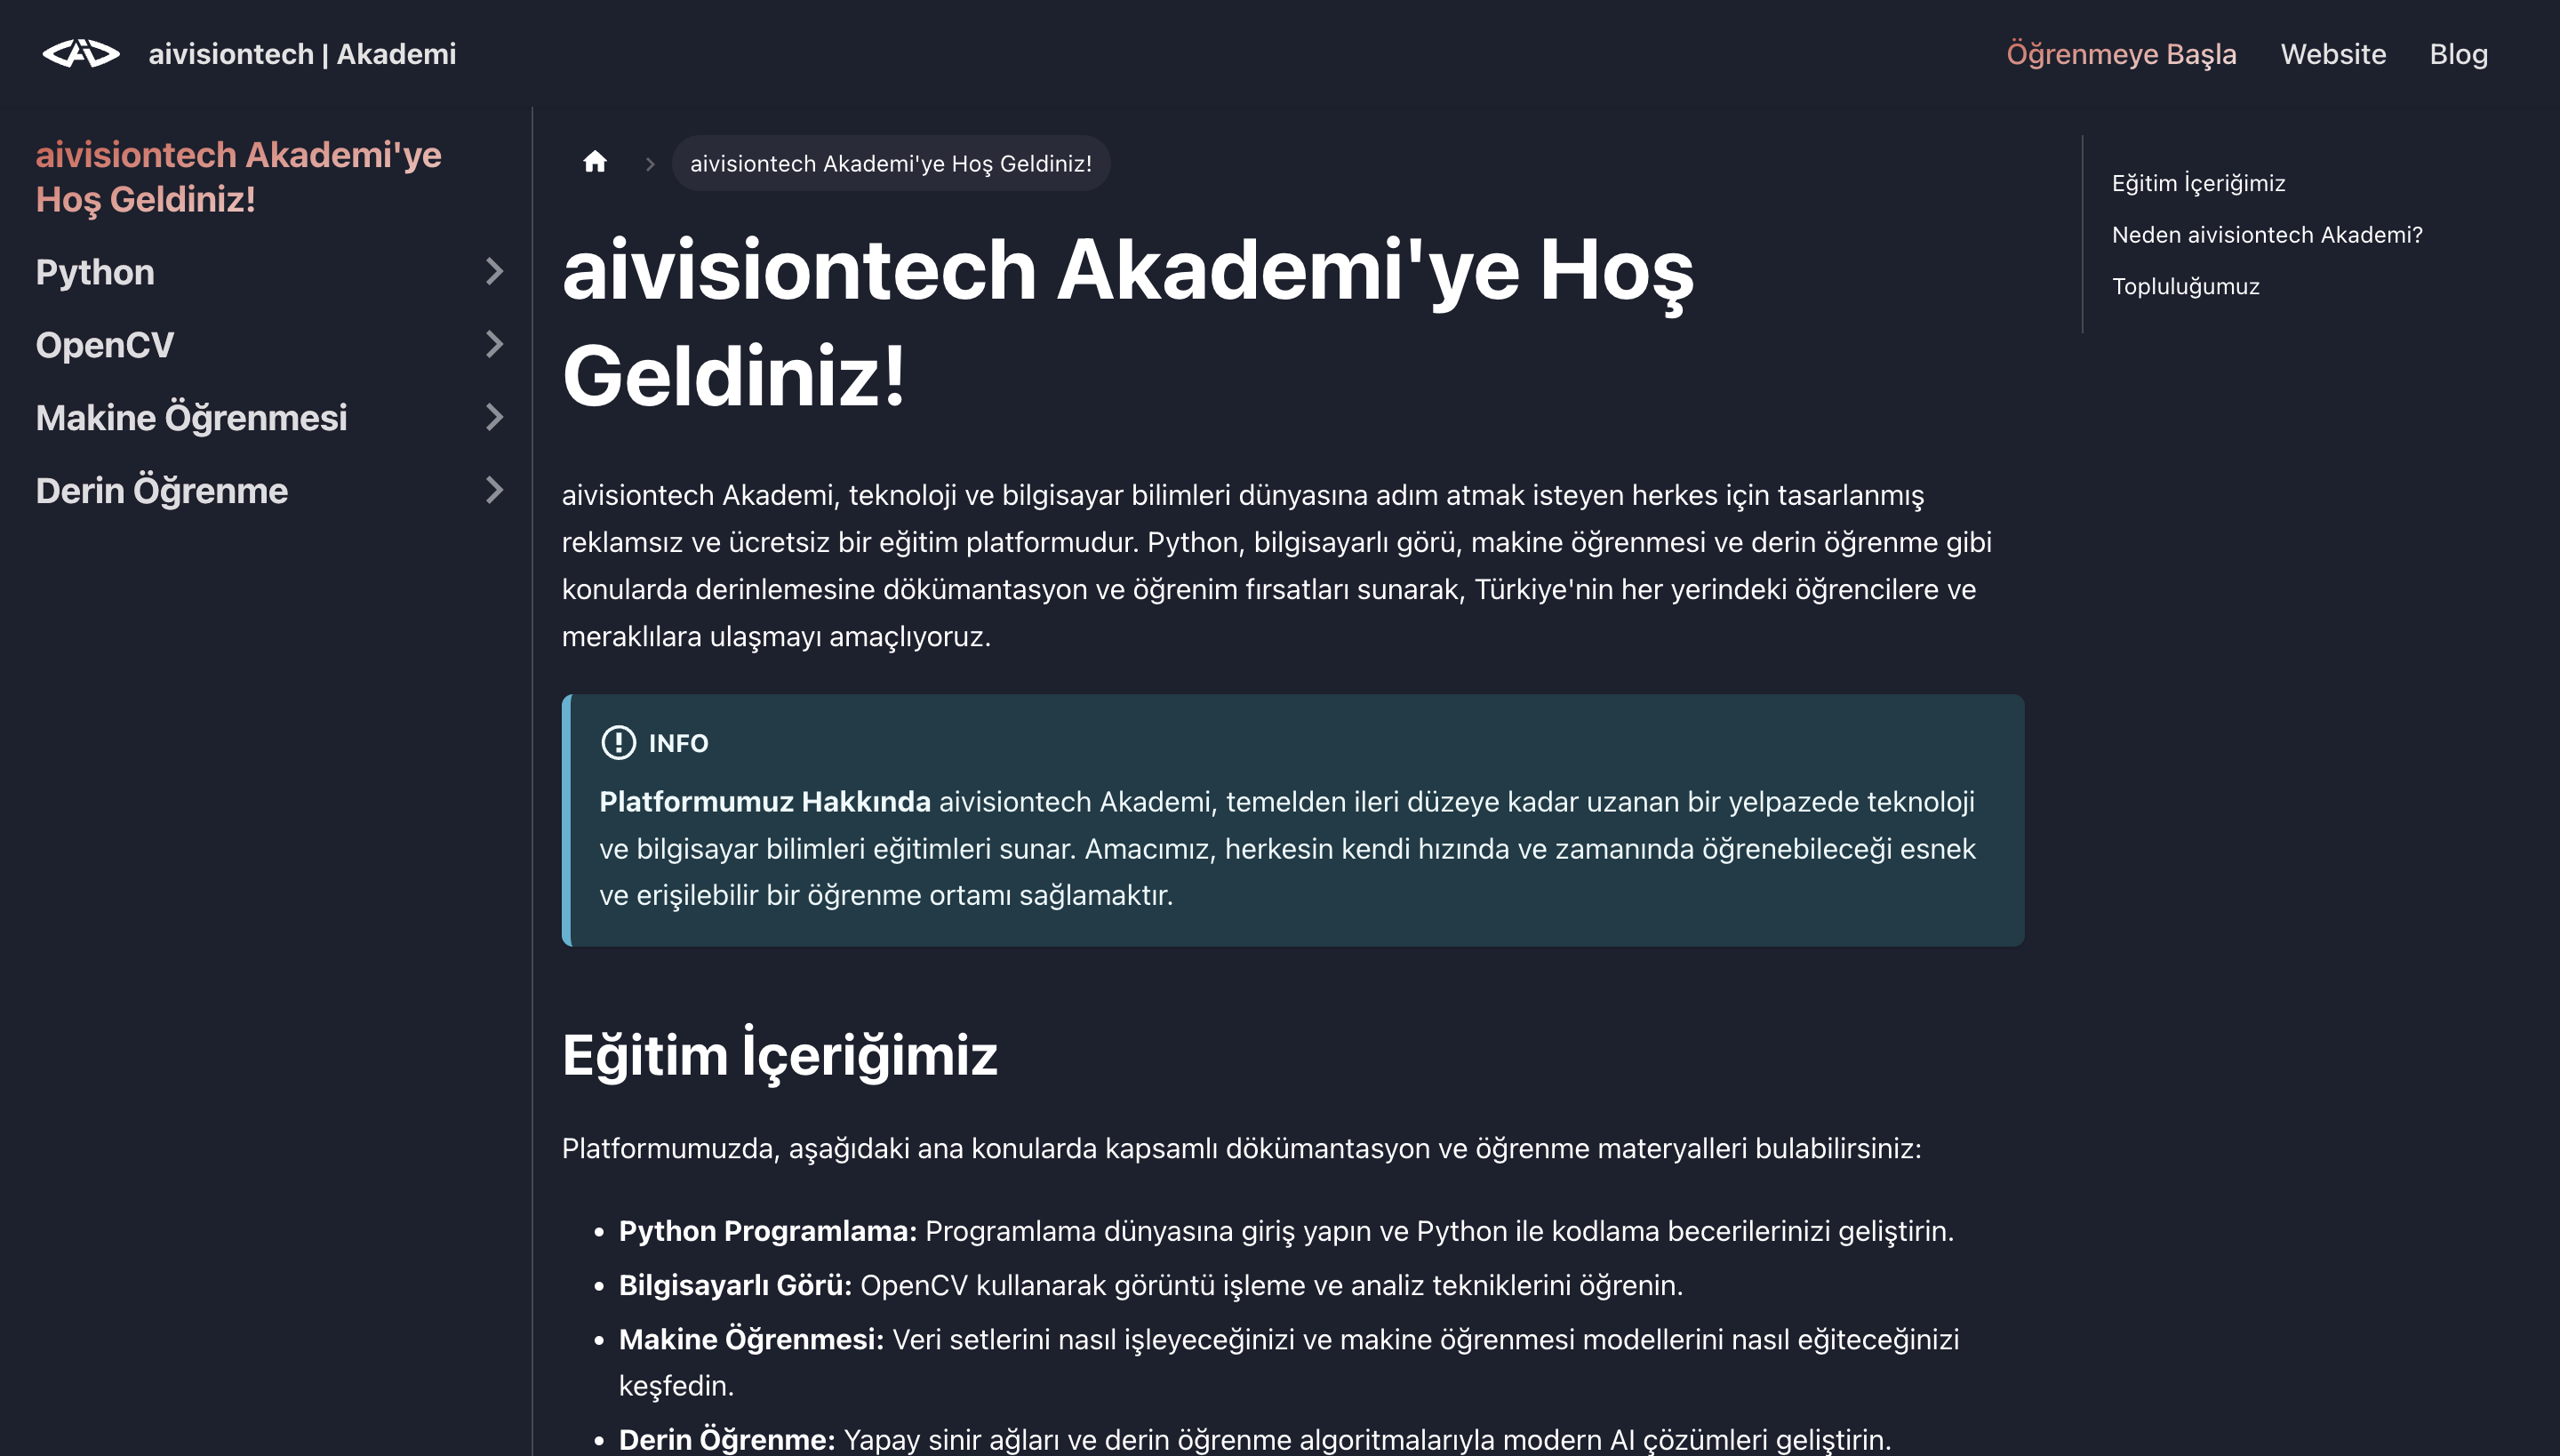 aivisiontech | Akademi
Öğrenmeye Başla
Website
Blog
aivisiontech Akademi'ye
Hoş Geldiniz!
Python
OpenCV
Makine Öğrenmesi
Derin Öğrenme
aivisiontech Akademi'ye Hoş Geldiniz!
aivisiontech Akademi'ye Hoş
Geldiniz!
aivisiontech Akademi, teknoloji ve bilgisayar bilimleri dünyasına adım atmak isteyen herkes için tasarlanmış
reklamsız ve ücretsiz bir eğitim platformudur. Python, bilgisayarlı görü, makine öğrenmesi ve derin öğrenme gibi
konularda derinlemesine dökümantasyon ve öğrenim fırsatları sunarak, Türkiye'nin her yerindeki öğrencilere ve
meraklılara ulaşmayı amaçlıyoruz.
INFO
Platformumuz Hakkında aivisiontech Akademi, temelden ileri düzeye kadar uzanan bir yelpazede teknoloji
ve bilgisayar bilimleri eğitimleri sunar. Amacımız, herkesin kendi hızında ve zamanında öğrenebileceği esnek
ve erişilebilir bir öğrenme ortamı sağlamaktır.
Eğitim İçeriğimiz
Platformumuzda, aşağıdaki ana konularda kapsamlı dökümantasyon ve öğrenme materyalleri bulabilirsiniz:
• Python Programlama: Programlama dünyasına giriş yapın ve Python ile kodlama becerilerinizi geliştirin.
• Bilgisayarlı Görü: OpenCV kullanarak görüntü işleme ve analiz tekniklerini öğrenin.
• Makine Öğrenmesi: Veri setlerini nasıl işleyeceğinizi ve makine öğrenmesi modellerini nasıl eğiteceğinizi
keşfedin.
• Derin Öğrenme: Yapay sinir ağları ve derin öğrenme algoritmalarıyla modern AI çözümleri geliştirin.
Eğitim İçeriğimiz
Neden aivisiontech Akademi?
Topluluğumuz